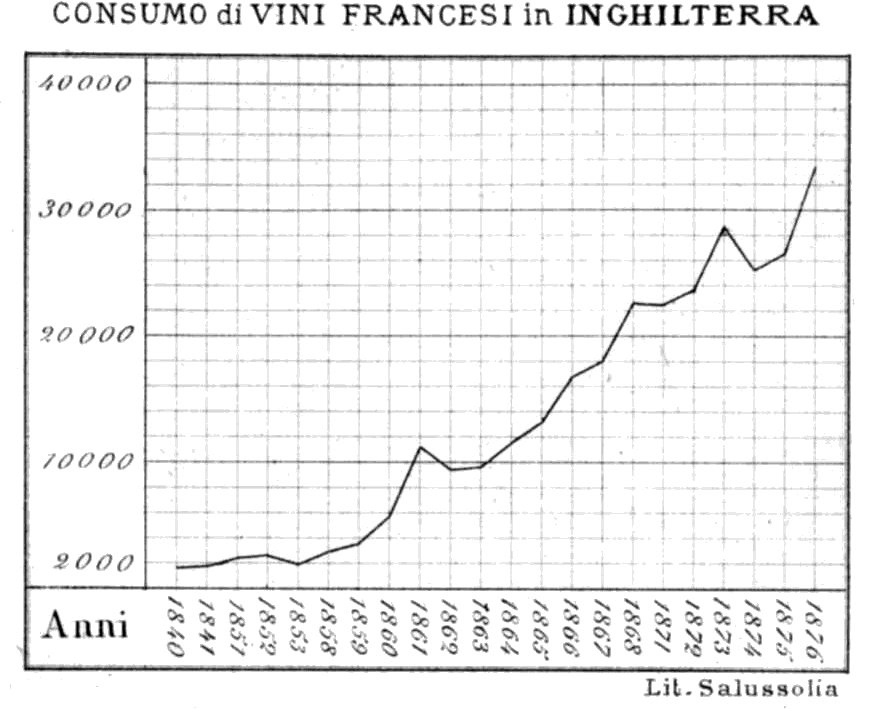 CONSUMO di VINI FRANCESI in INGHILTERRA
40000
30000
20000
10000
2000
Anni 1840 1841 1851 1852 1853 1858 1859 1860 1861 1862 1863 1864 1865 1866 1867 1868 1871 1872 1873 1874 1875 1876
Lit. Salussolia